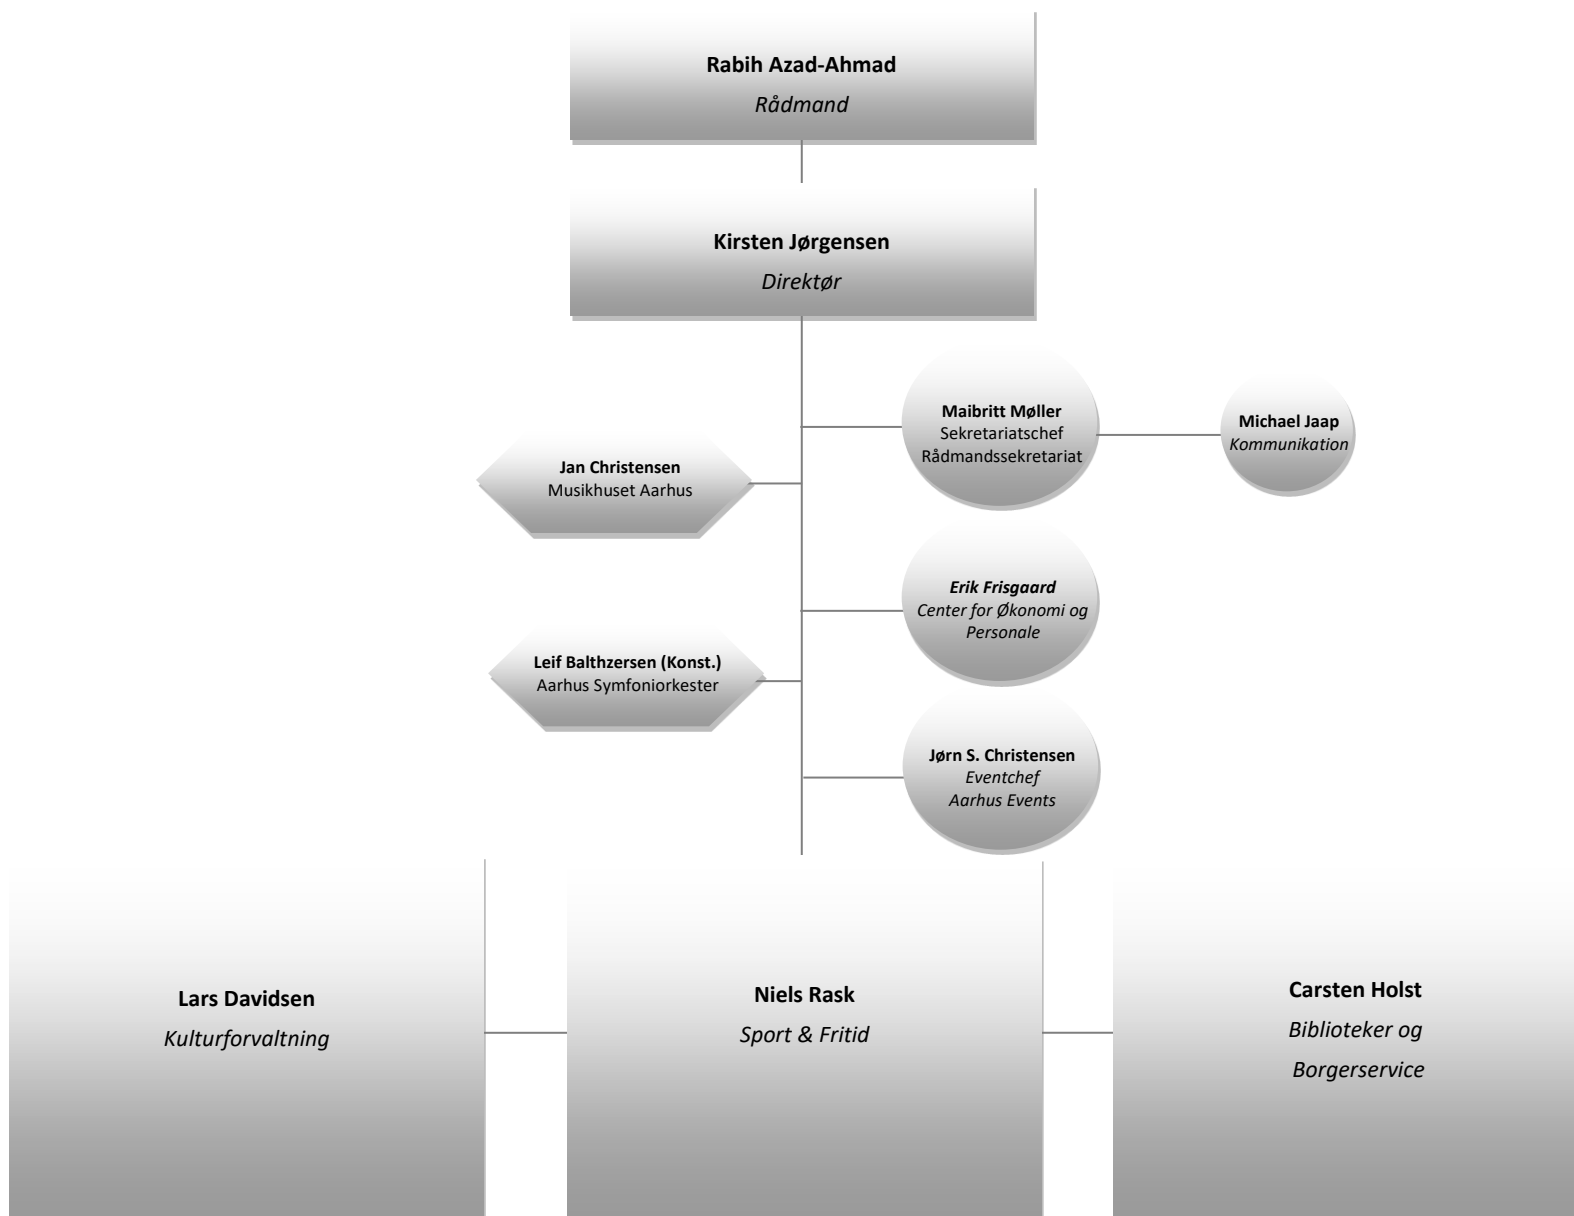 Rabih Azad-Ahmad
Rådmand
Kirsten Jørgensen
Direktør
Maibritt Møller
Sekretariatschef
Rådmandssekretariat
Michael Jaap
Kommunikation
Jan Christensen
Musikhuset Aarhus
Erik Frisgaard
Center for Økonomi og
Personale
Leif Balthzersen (Konst.)
Aarhus Symfoniorkester
Jørn S. Christensen
Eventchef
Aarhus Events
Lars Davidsen
Kulturforvaltning
Niels Rask
Sport & Fritid
Carsten Holst
Biblioteker og
Borgerservice